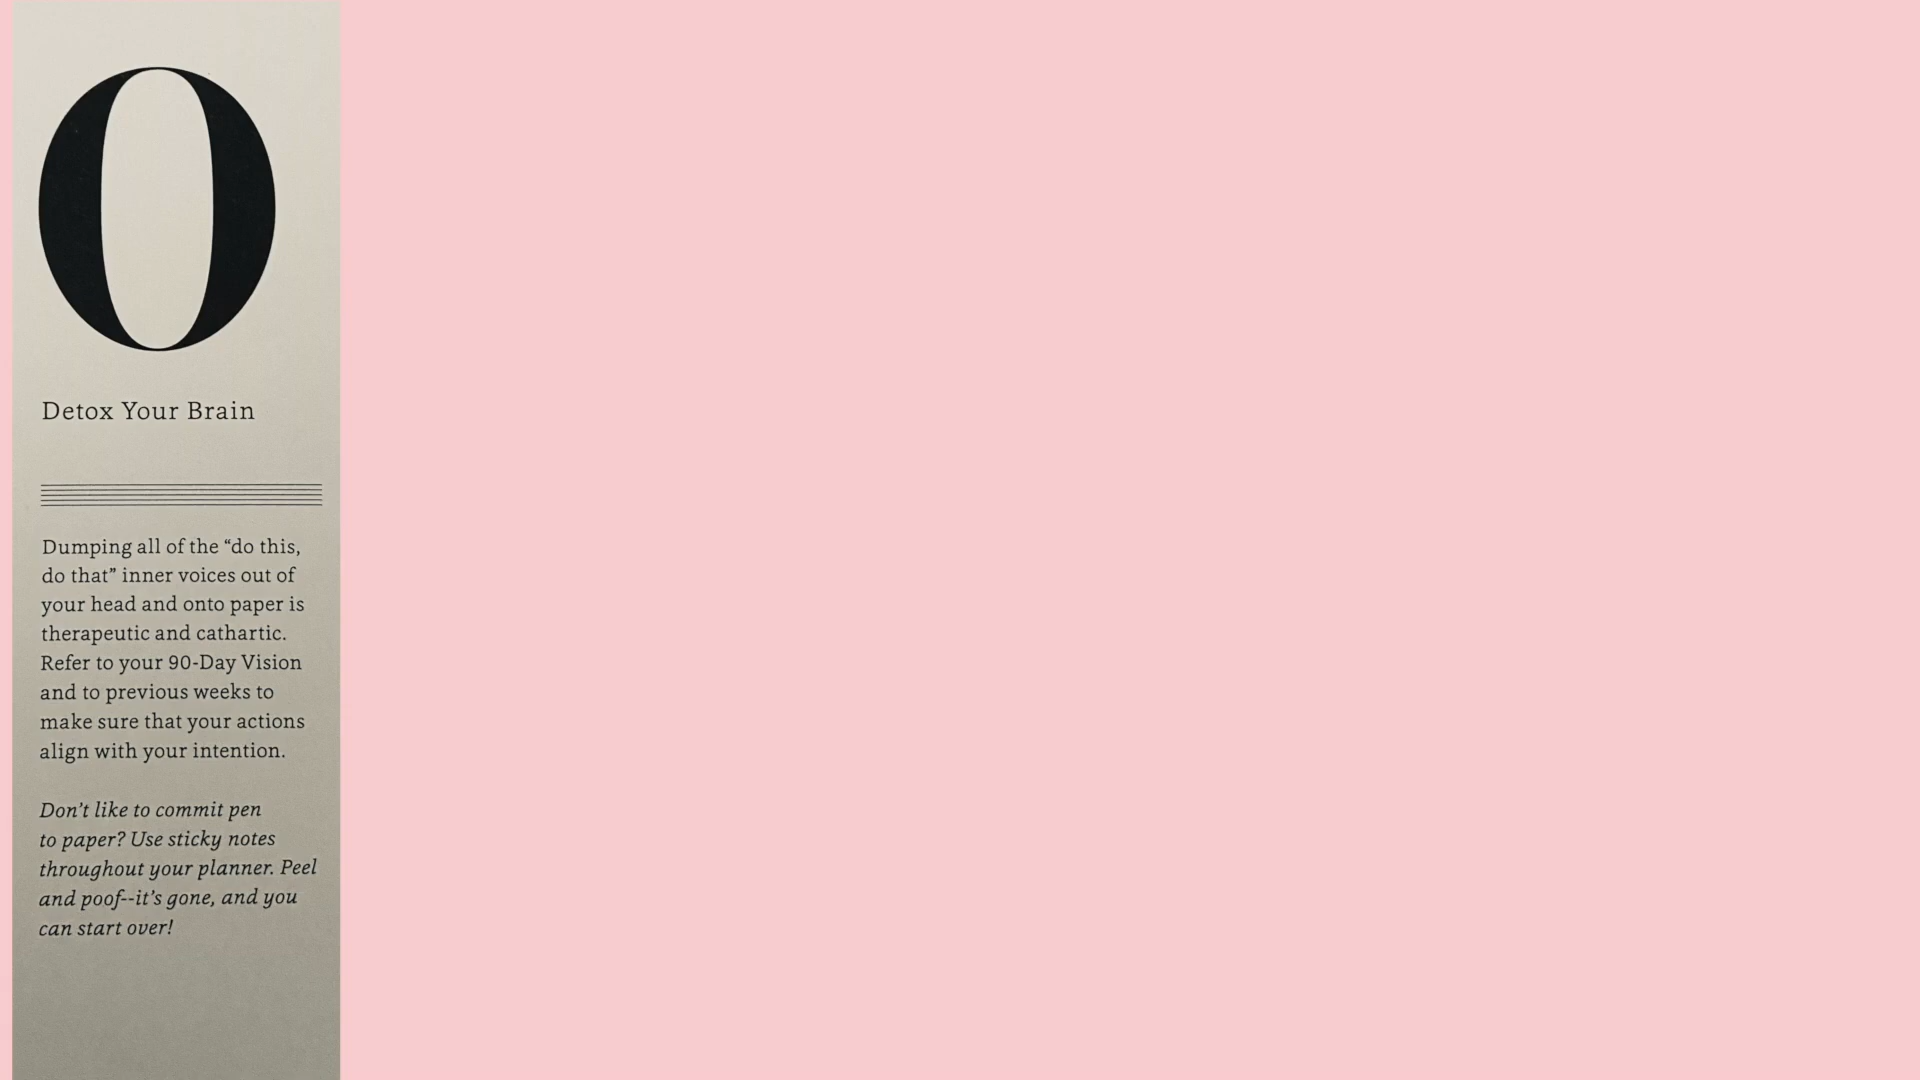 0
Detox Your Brain
Dumping all of the “do this,
do that” inner voices out of
your head and onto paper is
therapeutic and cathartic.
Refer to your 90-Day Vision
and to previous weeks to
make sure that your actions
align with your intention.
Don’t like to commit pen
to paper? Use sticky notes
throughout your planner. Peel
and poof--it’s gone, and you
can start over!